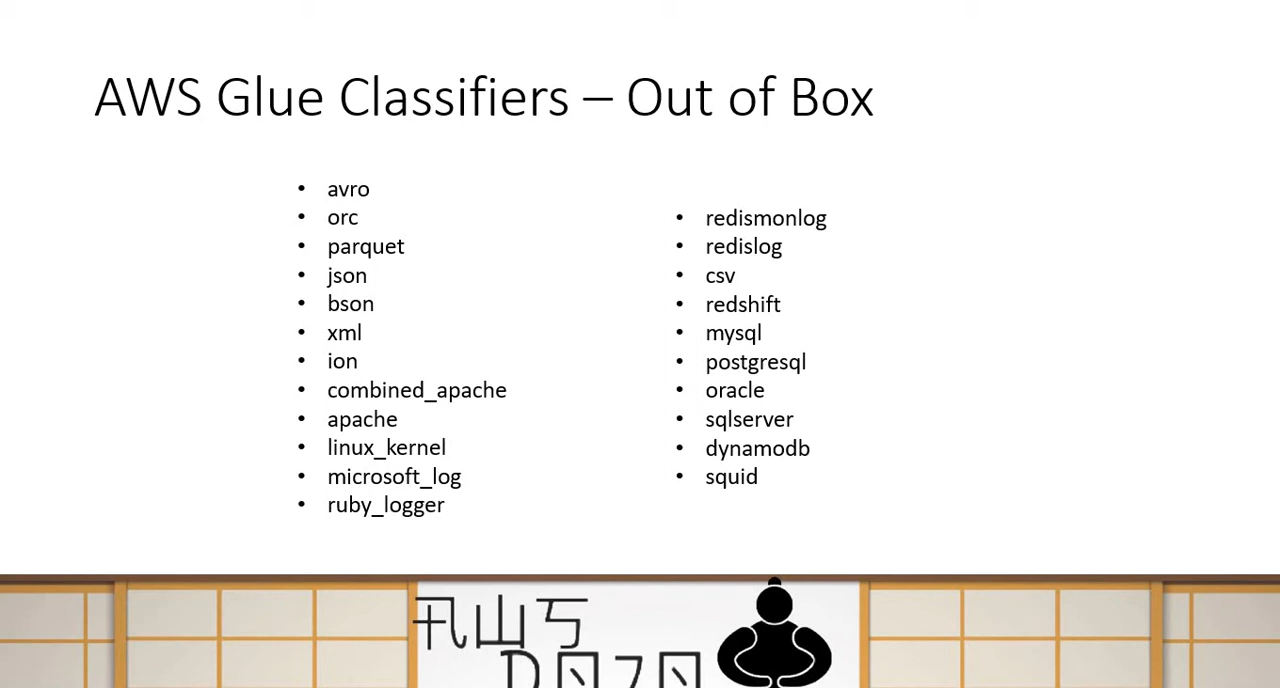 AWS Glue Classifiers – Out of Box
• avro
• orc
• parquet
• json
• bson
• xml
• ion
• combined_apache
• apache
• linux_kernel
• microsoft_log
• ruby_logger
• redismonlog
• redislog
• csv
• redshift
• mysql
• postgresql
• oracle
• sqlserver
• dynamodb
• squid